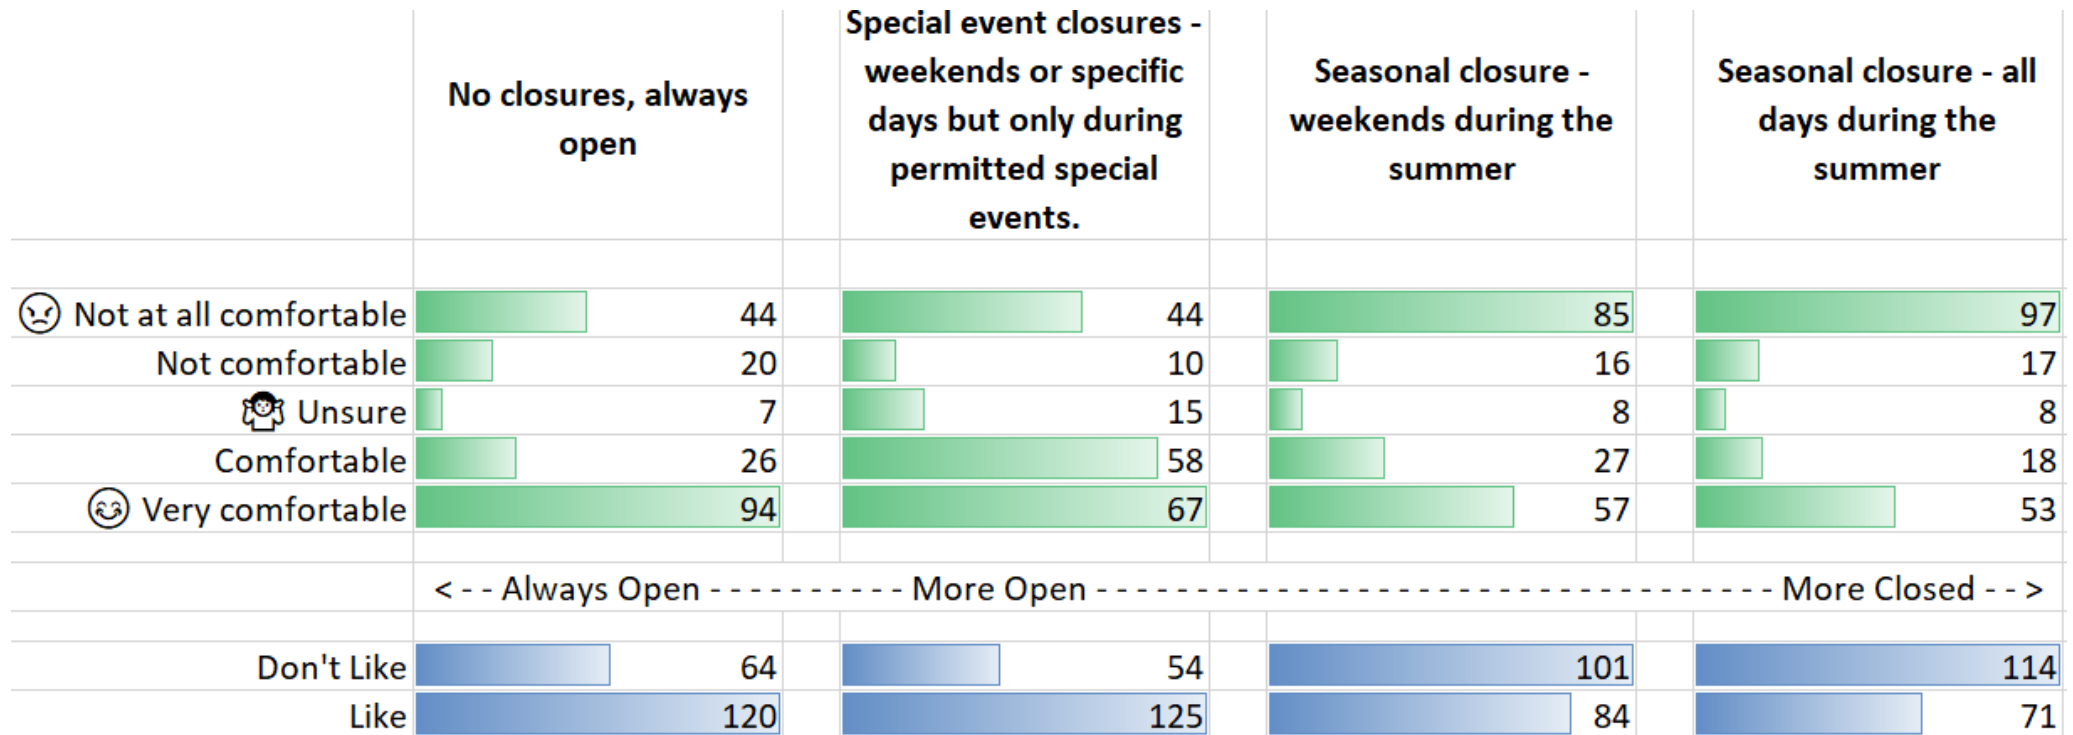 No closures, always
open
Special event closures -
weekends or specific
days but only during
permitted special
events.
Seasonal closure -
weekends during the
summer
Seasonal closure - all
days during the
summer
Not at all comfortable 44 44 85 97
Not comfortable 20 10 16 17
Unsure 7 15 8 8
Comfortable 26 58 27 18
Very comfortable 94 67 57 53
< - - Always Open - - - - - - - - - - More Open - - - - - - - - - - - - - - - - - - - - - - - - - - - - - - - - - - More Closed - - >
Don't Like 64 54 101 114
Like 120 125 84 71